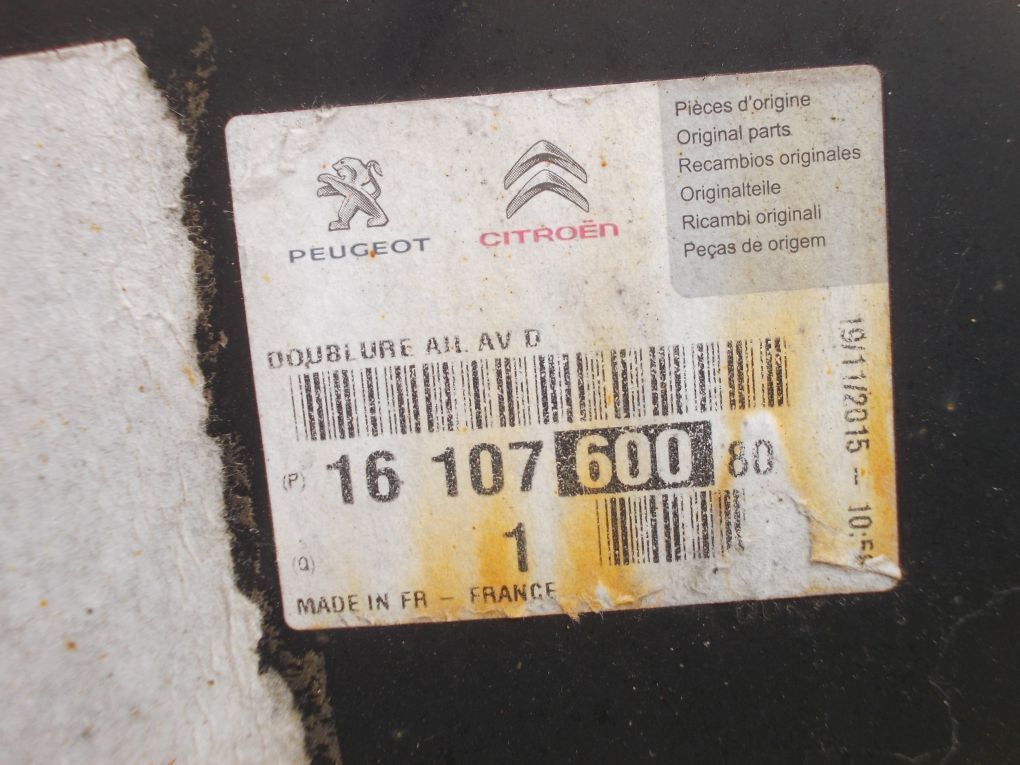 PEUGEOT
CITROËN
Pièces d'origine
Original parts
Recambios originales
Originalteile
Ricambi originali
Peças de origem
DOUBLURE AIL AV D
(P) 16 107 600 80
(Q) 1
MADE IN FR - FRANCE
19/11/2015 -